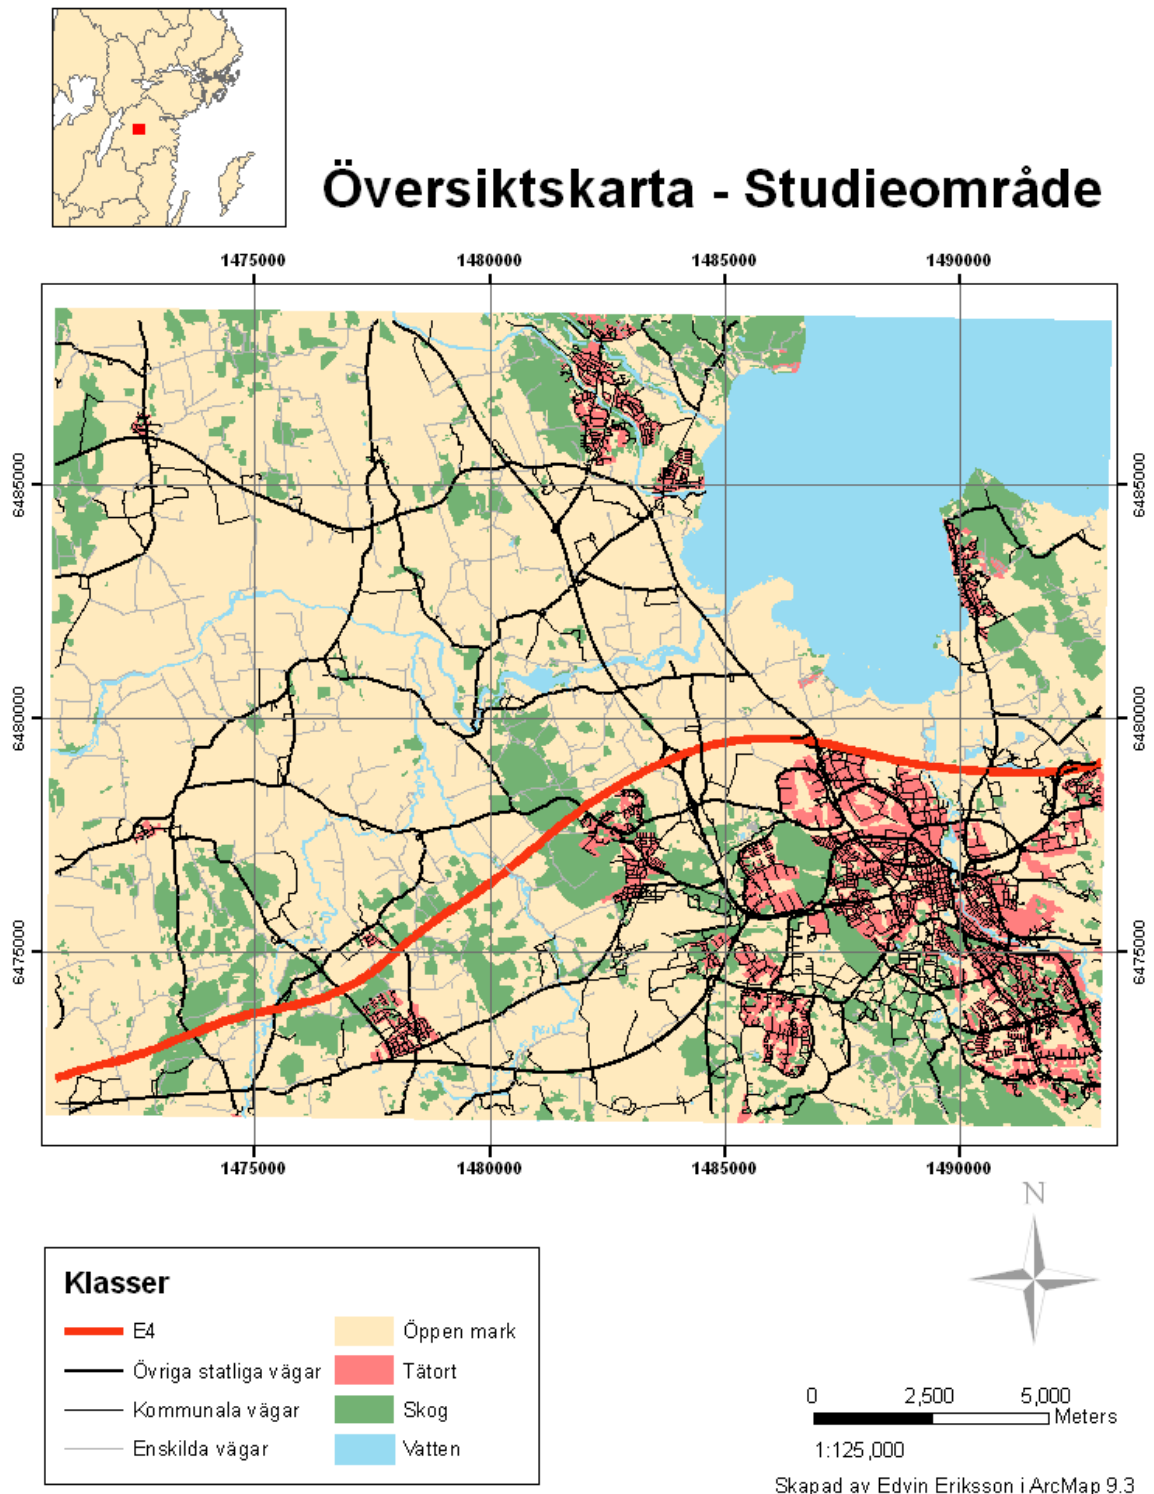 Översiktskarta - Studieområde
1475000 1480000 1485000 1490000
6485000 6485000
6480000 6480000
6475000 6475000
1475000 1480000 1485000 1490000
N
Klasser
E4
Övriga statliga vägar
Kommunala vägar
Enskilda vägar
Öppen mark
Tätort
Skog
Vatten
0 2,500 5,000
Meters
1:125,000
Skapad av Edvin Eriksson i ArcMap 9.3